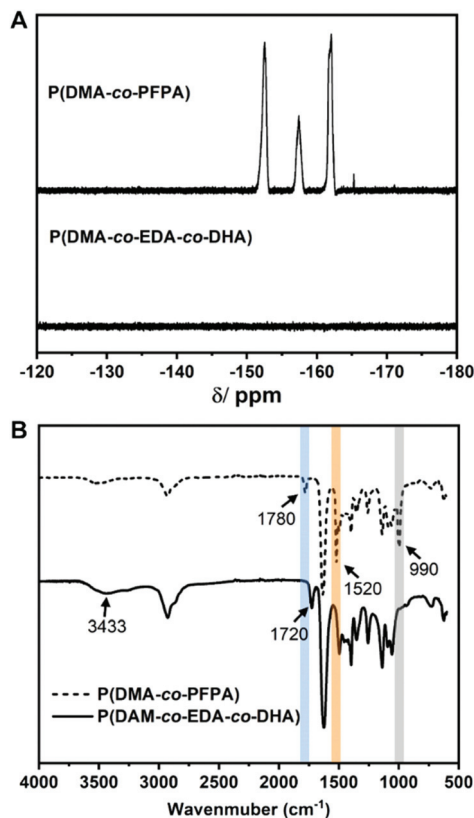 A
P(DMA-co-PFPA)
P(DMA-co-EDA-co-DHA)
-120 -130 -140 -150 -160 -170 -180
δ/ ppm
B
1780
1520
990
3433
1720
P(DMA-co-PFPA)
P(DAM-co-EDA-co-DHA)
4000 3500 3000 2500 2000 1500 1000 500
Wavenmuber (cm⁻¹)